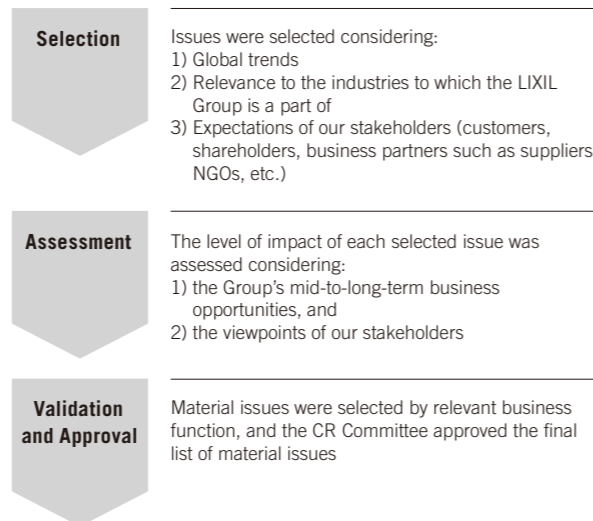 Selection
Issues were selected considering:
1) Global trends
2) Relevance to the industries to which the LIXIL
Group is a part of
3) Expectations of our stakeholders (customers,
shareholders, business partners such as suppliers
NGOs, etc.)
Assessment
The level of impact of each selected issue was
assessed considering:
1) the Group’s mid-to-long-term business
opportunities, and
2) the viewpoints of our stakeholders
Validation
and Approval
Material issues were selected by relevant business
function, and the CR Committee approved the final
list of material issues